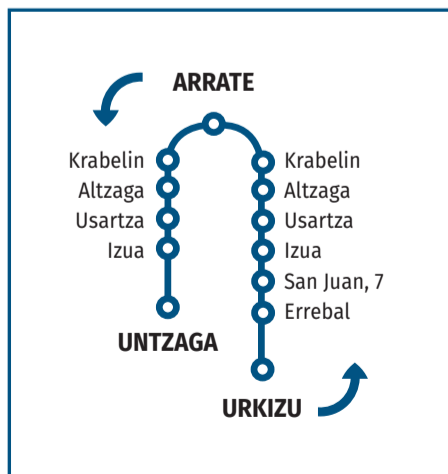 ARRATE
Krabelin
Altzaga
Usartza
Izua
UNTZAGA
Krabelin
Altzaga
Usartza
Izua
San Juan, 7
Errebal
URKIZU